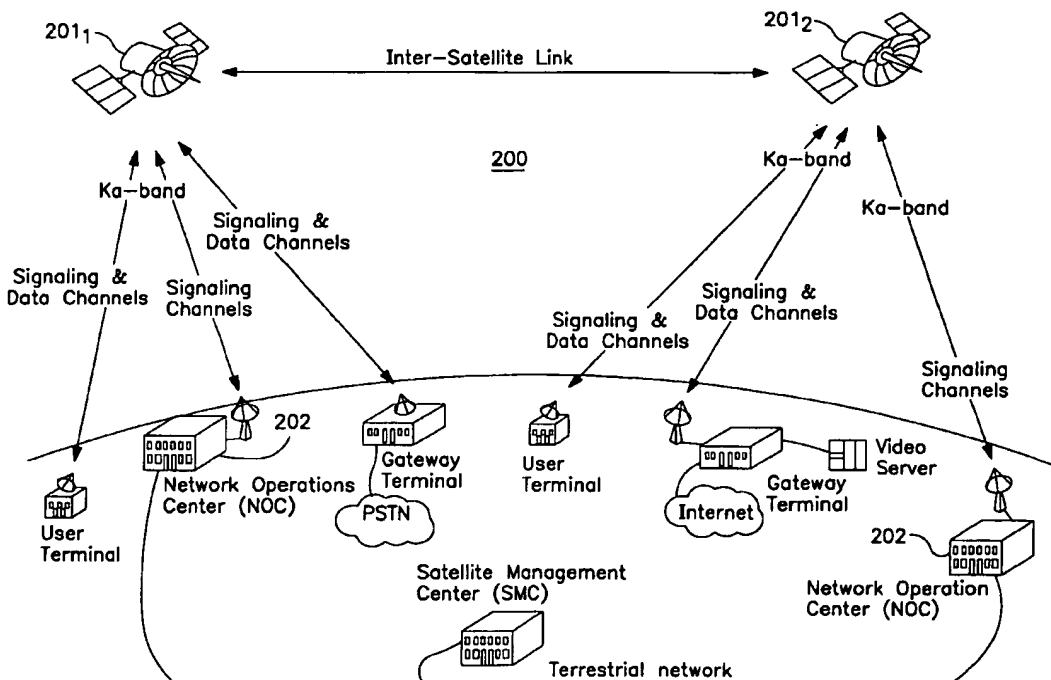 201₁
201₂
Inter-Satellite Link
200
Ka-band
Ka-band
Ka-band
Signaling &
Data Channels
Signaling &
Data Channels
Signaling
Channels
Signaling &
Data Channels
Signaling &
Data Channels
Signaling
Channels
202
User
Terminal
Network Operations
Center (NOC)
Gateway
Terminal
PSTN
User
Terminal
Internet
Gateway
Terminal
Video
Server
202
Network Operation
Center (NOC)
Satellite Management
Center (SMC)
Terrestrial network